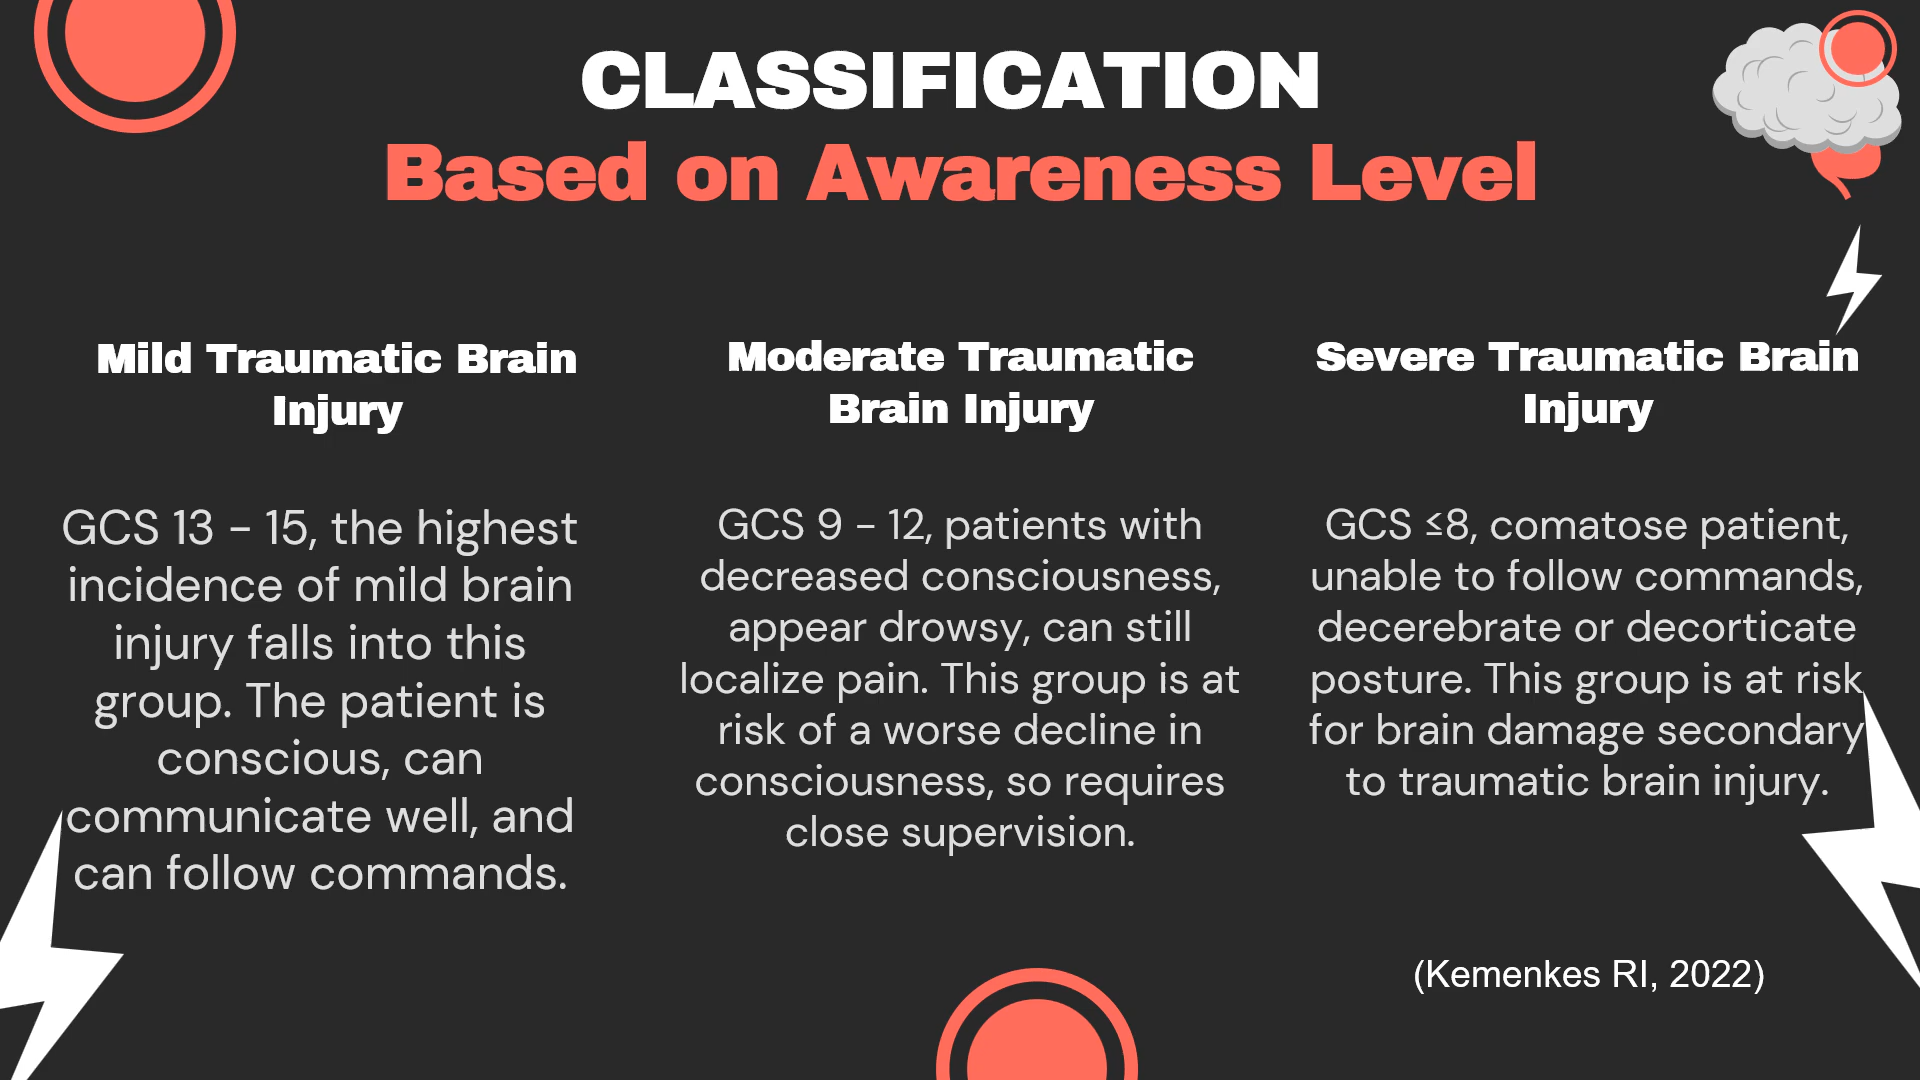 CLASSIFICATION
Based on Awareness Level
Mild Traumatic Brain
Injury
GCS 13 - 15, the highest
incidence of mild brain
injury falls into this
group. The patient is
conscious, can
communicate well, and
can follow commands.
Moderate Traumatic
Brain Injury
GCS 9 - 12, patients with
decreased consciousness,
appear drowsy, can still
localize pain. This group is at
risk of a worse decline in
consciousness, so requires
close supervision.
Severe Traumatic Brain
Injury
GCS ≤8, comatose patient,
unable to follow commands,
decerebrate or decorticate
posture. This group is at risk
for brain damage secondary
to traumatic brain injury.
(Kemenkes RI, 2022)